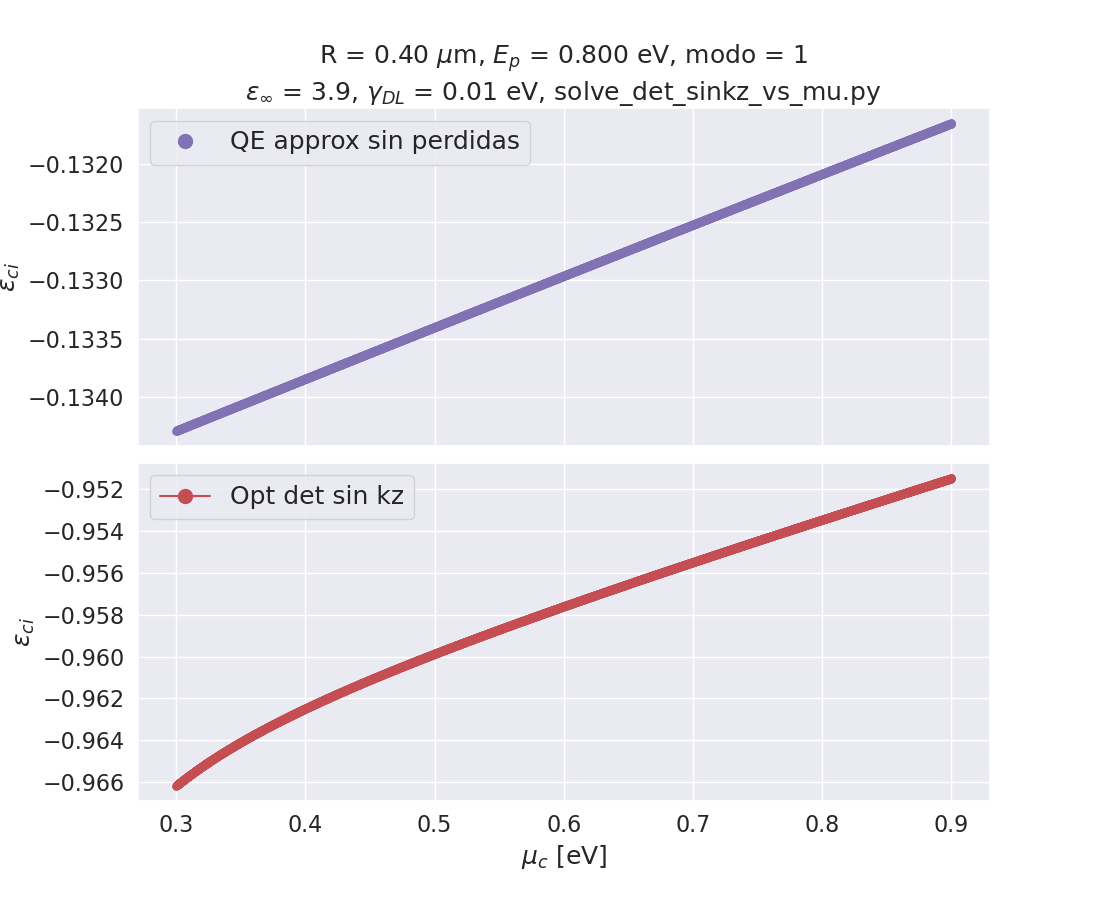 R = 0.40 μm, E_p = 0.800 eV, modo = 1
ε_∞ = 3.9, γ_DL = 0.01 eV, solve_det_sinkz_vs_mu.py
QE approx sin perdidas
−0.1320
−0.1325
−0.1330
−0.1335
−0.1340
ε_ci
Opt det sin kz
−0.952
−0.954
−0.956
−0.958
−0.960
−0.962
−0.964
−0.966
ε_ci
0.3 0.4 0.5 0.6 0.7 0.8 0.9
μ_c [eV]